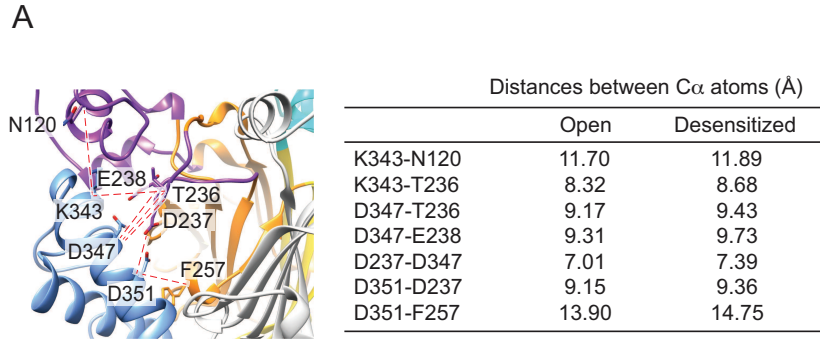 A
N120
E238
T236
K343
D237
D347
F257
D351
Distances between Cα atoms (Å)
Open Desensitized
K343-N120 11.70 11.89
K343-T236 8.32 8.68
D347-T236 9.17 9.43
D347-E238 9.31 9.73
D237-D347 7.01 7.39
D351-D237 9.15 9.36
D351-F257 13.90 14.75